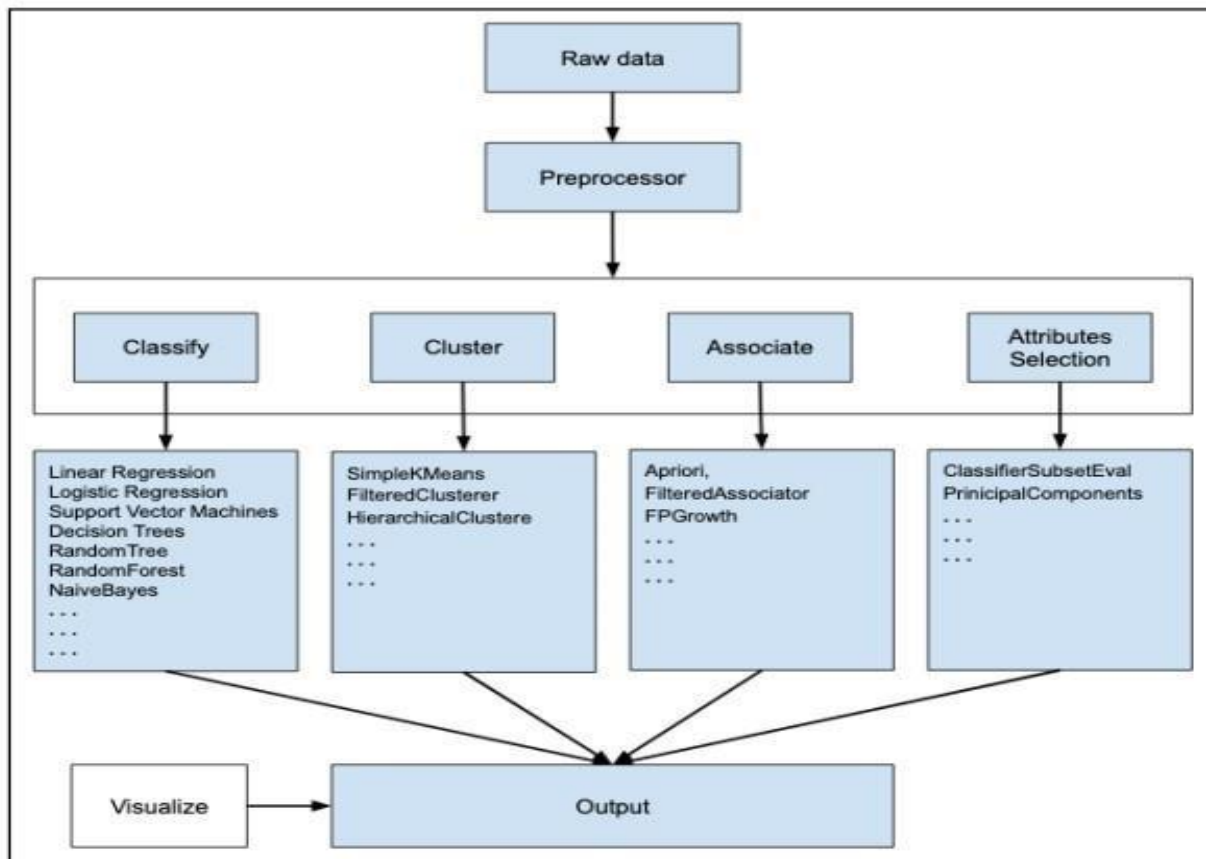 Raw data
Preprocessor
Classify
Cluster
Associate
Attributes
Selection
Linear Regression
Logistic Regression
Support Vector Machines
Decision Trees
RandomTree
RandomForest
NaiveBayes
. . .
. . .
. . .
SimpleKMeans
FilteredClusterer
HierarchicalClustere
. . .
. . .
. . .
Apriori,
FilteredAssociator
FPGrowth
. . .
. . .
. . .
ClassifierSubsetEval
PrinicipalComponents
. . .
. . .
. . .
Visualize
Output